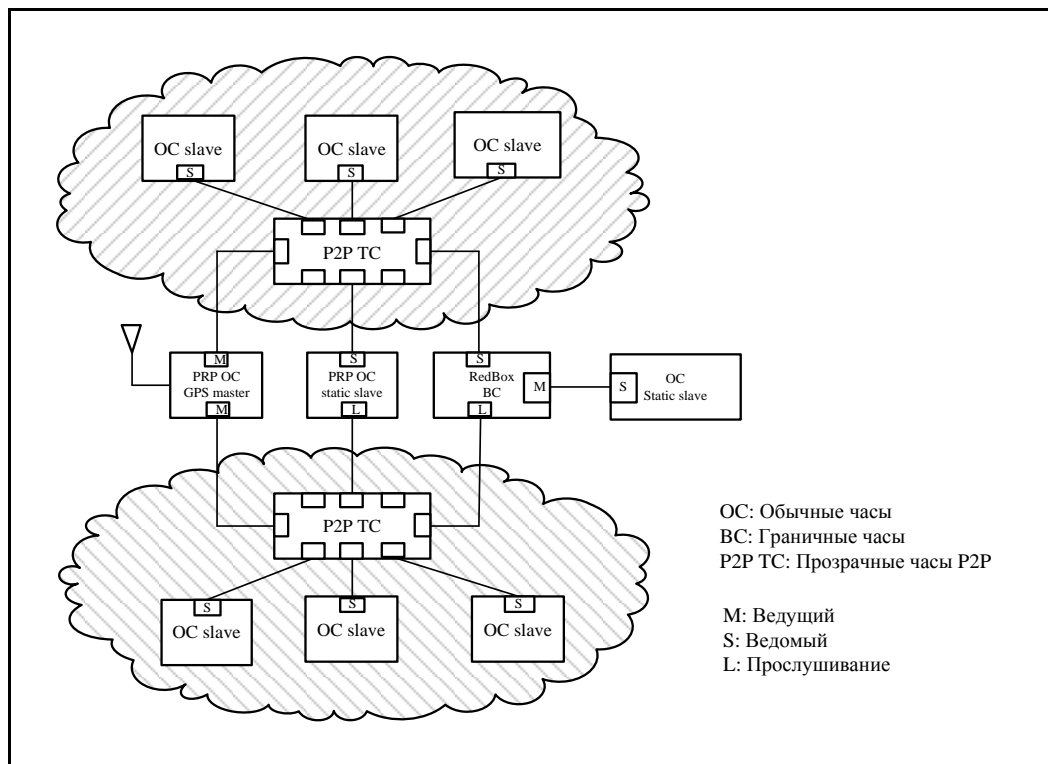 OC slave
OC slave
OC slave
S
S
S
P2P TC
M
S
S
PRP OC
GPS master
M
PRP OC
static slave
L
RedBox
BC
M
L
S
OC
Static slave
P2P TC
S
S
S
OC slave
OC slave
OC slave
OC: Обычные часы
BC: Граничные часы
P2P TC: Прозрачные часы P2P
M: Ведущий
S: Ведомый
L: Прослушивание